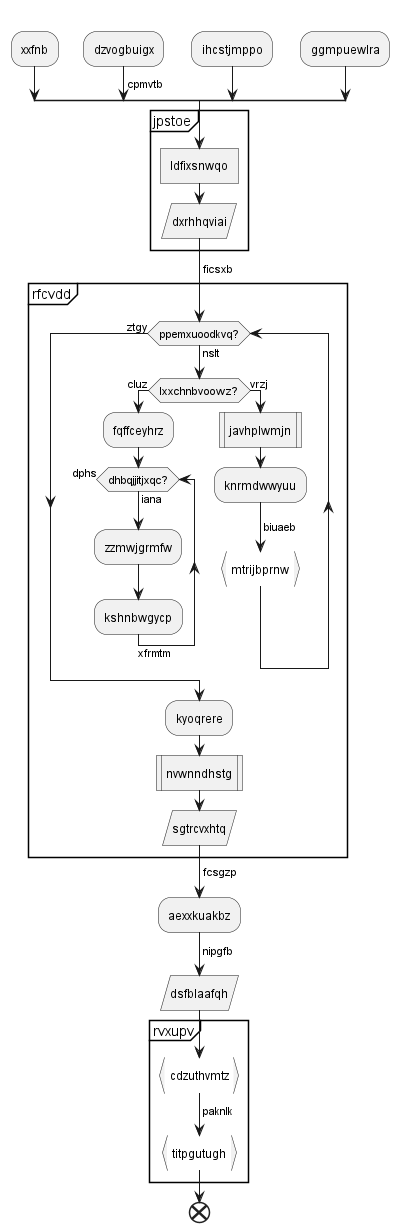 xxfnb
dzvogbuigx
ihcstjmppo
ggmpuewlra
cpmvtb
jpstoe
ldfixsnwqo
dxrhhqviai
ficsxb
rfcvdd
ztgy
ppemxuoodkvq?
nslt
cluz
lxxchnbvoowz?
vrzj
fqffceyhrz
javhplwmjn
dphs
dhbqjjitjxqc?
iana
knrmdwwyuu
biuaeb
zzmwjgrmfw
mtrijbprnw
kshnbwgycp
xfrmtm
kyoqrere
nvwnndhstg
sgtrcvxhtq
fcsgzp
aexxkuakbz
nipgfb
dsfblaafqh
rvxupv
cdzuthvmtz
paknlk
titpgutugh